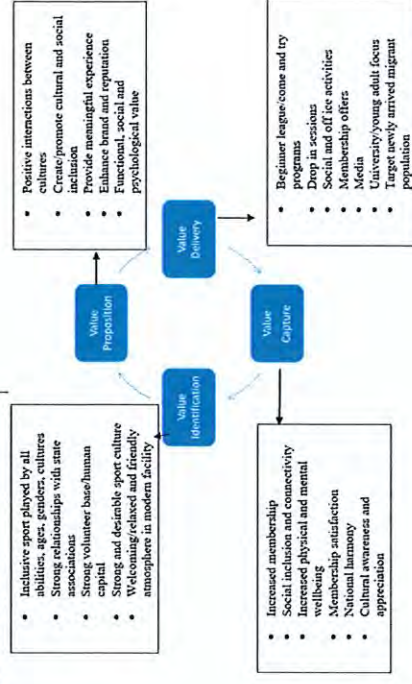 • Inclusive sport played by all
abilities, ages, genders, cultures
• Strong relationships with state
associations
• Strong volunteer base/human
capital
• Strong and desirable sport culture
• Welcoming/relaxed and friendly
atmosphere in modern facility
Value
Identification
Value
Proposition
• Positive interactions between
cultures
• Create/promote cultural and social
inclusion
• Provide meaningful experience
• Enhance brand and reputation
• Functional, social and
psychological value
Value
Delivery
• Beginner league/come and try
programs
• Drop in sessions
• Social and off ice activities
• Membership offers
• Media
• University/young adult focus
• Target newly arrived migrant
population
Value
Capture
• Increased membership
• Social inclusion and connectivity
• Increased physical and mental
wellbeing
• Membership satisfaction
• National harmony
• Cultural awareness and
appreciation